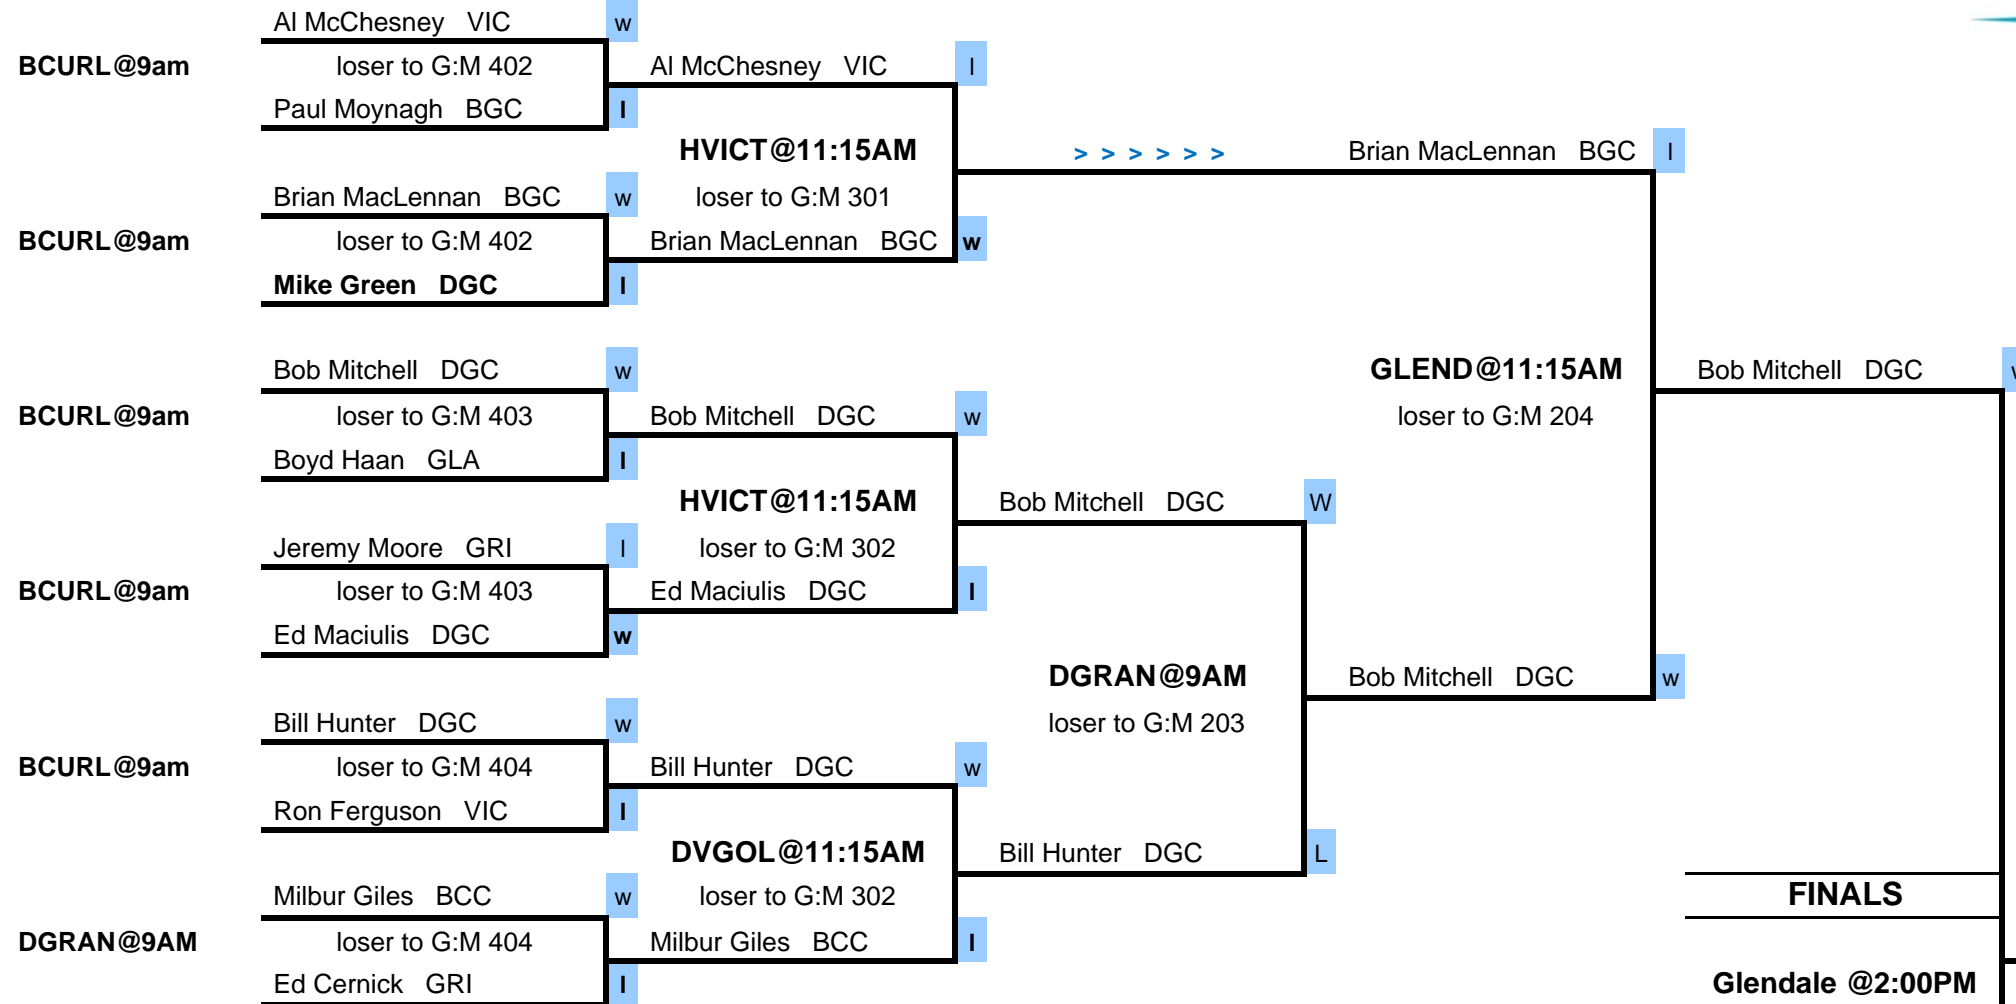 Al McChesney VIC w
BCURL@9am loser to G:M 402 Al McChesney VIC l
Paul Moynagh BGC l
HVICT@11:15AM > > > > > > Brian MacLennan BGC l
Brian MacLennan BGC w loser to G:M 301
BCURL@9am loser to G:M 402 Brian MacLennan BGC w
Mike Green DGC l
Bob Mitchell DGC w GLEND@11:15AM Bob Mitchell DGC
BCURL@9am loser to G:M 403 Bob Mitchell DGC w loser to G:M 204
Boyd Haan GLA l
HVICT@11:15AM Bob Mitchell DGC W
Jeremy Moore GRI l loser to G:M 302
BCURL@9am loser to G:M 403 Ed Maciulis DGC l
Ed Maciulis DGC w
DGRAN@9AM Bob Mitchell DGC w
Bill Hunter DGC w loser to G:M 203
BCURL@9am loser to G:M 404 Bill Hunter DGC w
Ron Ferguson VIC l
DVGOL@11:15AM Bill Hunter DGC L
Milbur Giles BCC w loser to G:M 302 FINALS
DGRAN@9AM loser to G:M 404 Milbur Giles BCC l
Ed Cernick GRI l Glendale @2:00PM